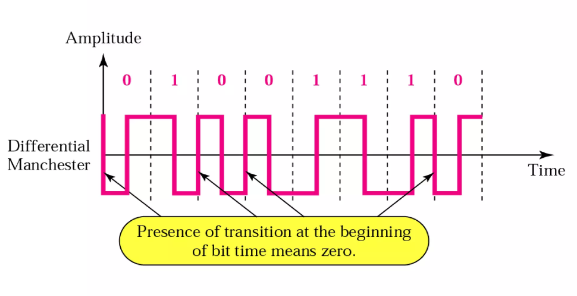 Amplitude
0 1 0 0 1 1 1 0
Differential
Manchester
Time
Presence of transition at the beginning
of bit time means zero.